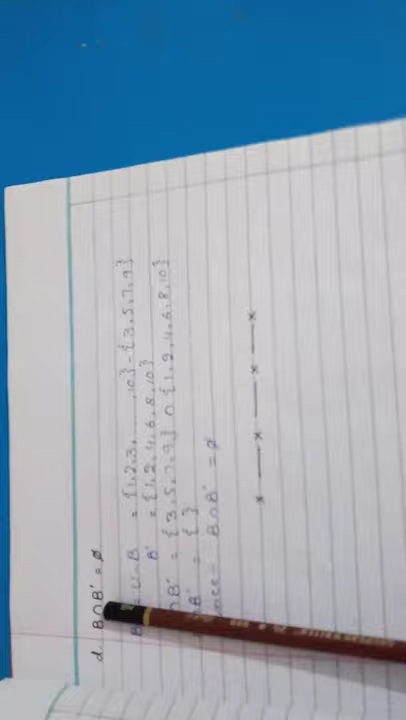 d. B∩B' = ∅
= U - B = {1,2,3,.....,10} - {3,5,7,9}
B' = {1,2,4,6,8,10}
∩B' = {3,5,7,9} ∩ {1,2,4,6,8,10}
B' = { }
B∩B' = ∅
x — x — x — x